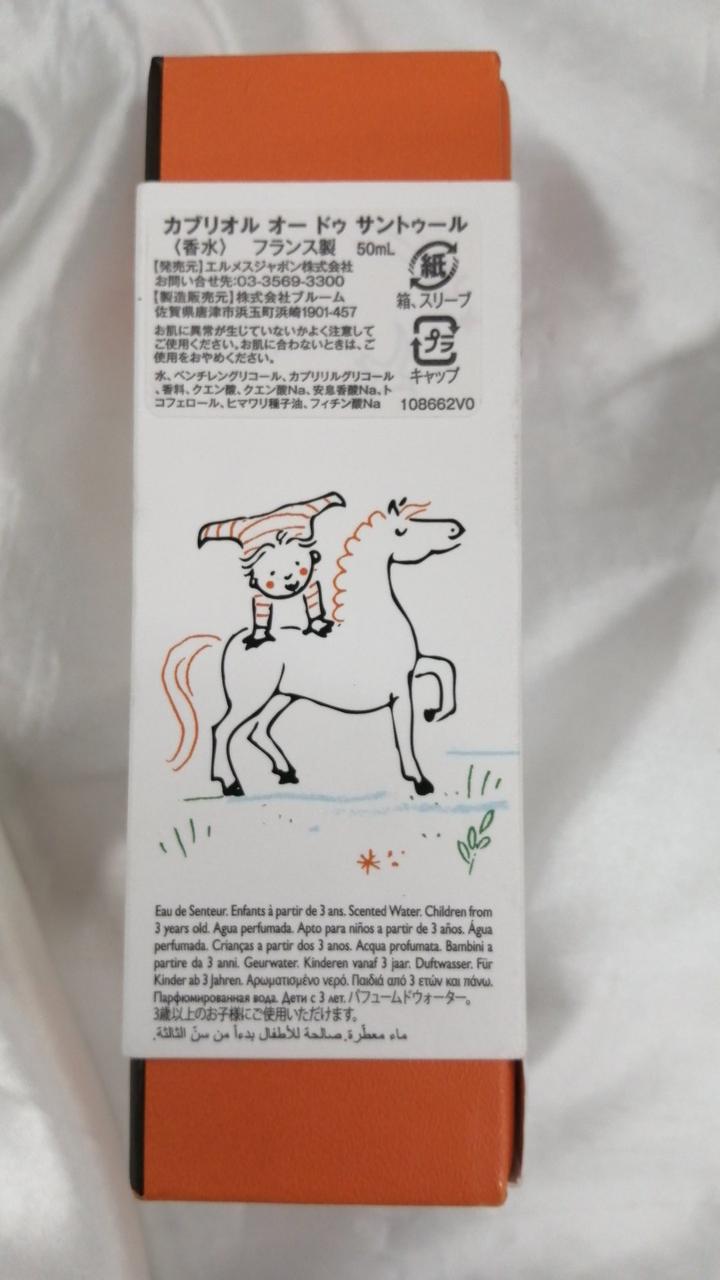 カブリオル オー ドゥ サントゥール
〈香水〉 フランス製 50mL
【発売元】エルメスジャポン株式会社
お問い合せ先:03-3569-3300
【製造販売元】株式会社ブルーム
佐賀県唐津市浜玉町浜崎1901-457
お肌に異常が生じていないかよく注意して
ご使用ください。お肌に合わないときは、ご
使用をおやめください。
水、ペンチレングリコール、カプリリルグリコール
、香料、クエン酸、クエン酸Na、安息香酸Na、ト
コフェロール、ヒマワリ種子油、フィチン酸Na
紙
箱、スリーブ
プラ
キャップ
108662V0
Eau de Senteur. Enfants à partir de 3 ans. Scented Water. Children from
3 years old. Agua perfumada. Apto para niños a partir de 3 años. Água
perfumada. Crianças a partir dos 3 anos. Acqua profumata. Bambini a
partire da 3 anni. Geurwater. Kinderen vanaf 3 jaar. Duftwasser. Für
Kinder ab 3 Jahren. Αρωματισμένο νερό. Παιδιά από 3 ετών και πάνω.
Парфюмированная вода. Дети с 3 лет. パフュームドウォーター。
3歳以上のお子様にご使用いただけます。
ماء معطّرة. صالحة للأطفال بدءاً من سنّ الثالثة.